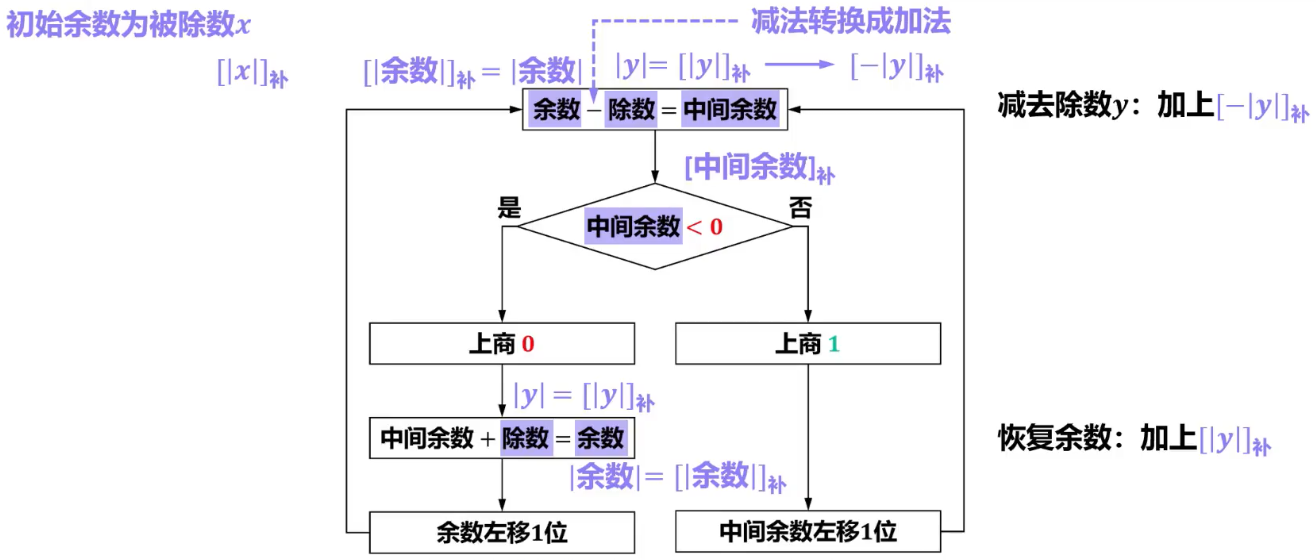 初始余数为被除数x
减法转换成加法
[|x|]补
[|余数|]补 = |余数|
|y| = [|y|]补
[−|y|]补
余数 − 除数 = 中间余数
减去除数y：加上[−|y|]补
[中间余数]补
是
否
中间余数 < 0
上商 0
上商 1
|y| = [|y|]补
中间余数 + 除数 = 余数
恢复余数：加上[|y|]补
|余数| = [|余数|]补
余数左移1位
中间余数左移1位